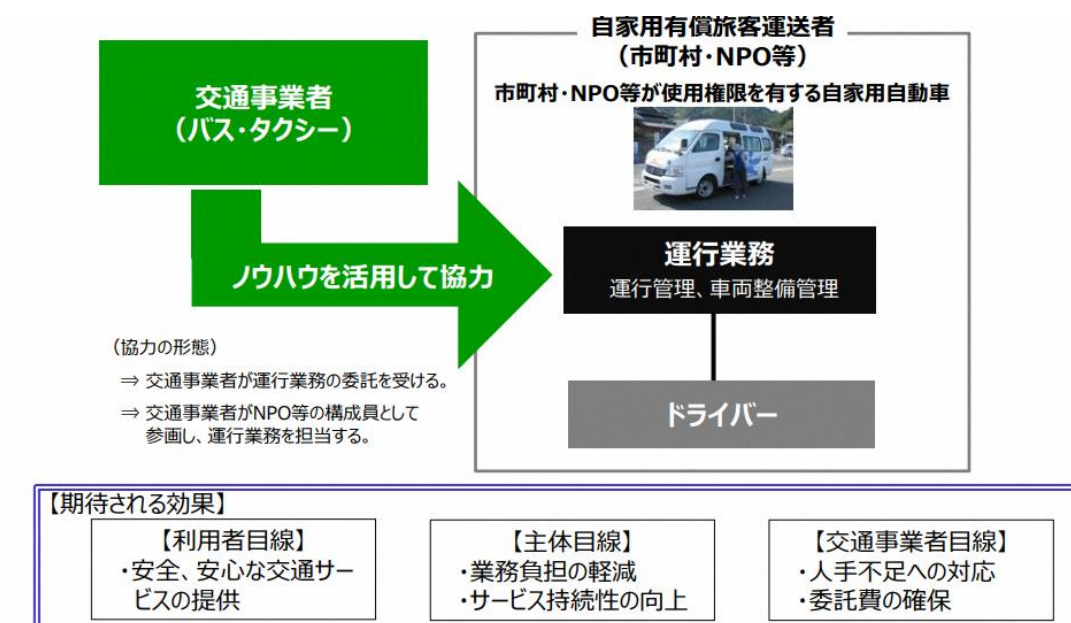 自家用有償旅客運送者
（市町村・NPO等）
交通事業者
（バス・タクシー）
市町村・NPO等が使用権限を有する自家用自動車
運行業務
運行管理、車両整備管理
ノウハウを活用して協力
（協力の形態）
⇒ 交通事業者が運行業務の委託を受ける。
⇒ 交通事業者がNPO等の構成員として
参画し、運行業務を担当する。
ドライバー
【期待される効果】
【利用者目線】
・安全、安心な交通サー
ビスの提供
【主体目線】
・業務負担の軽減
・サービス持続性の向上
【交通事業者目線】
・人手不足への対応
・委託費の確保